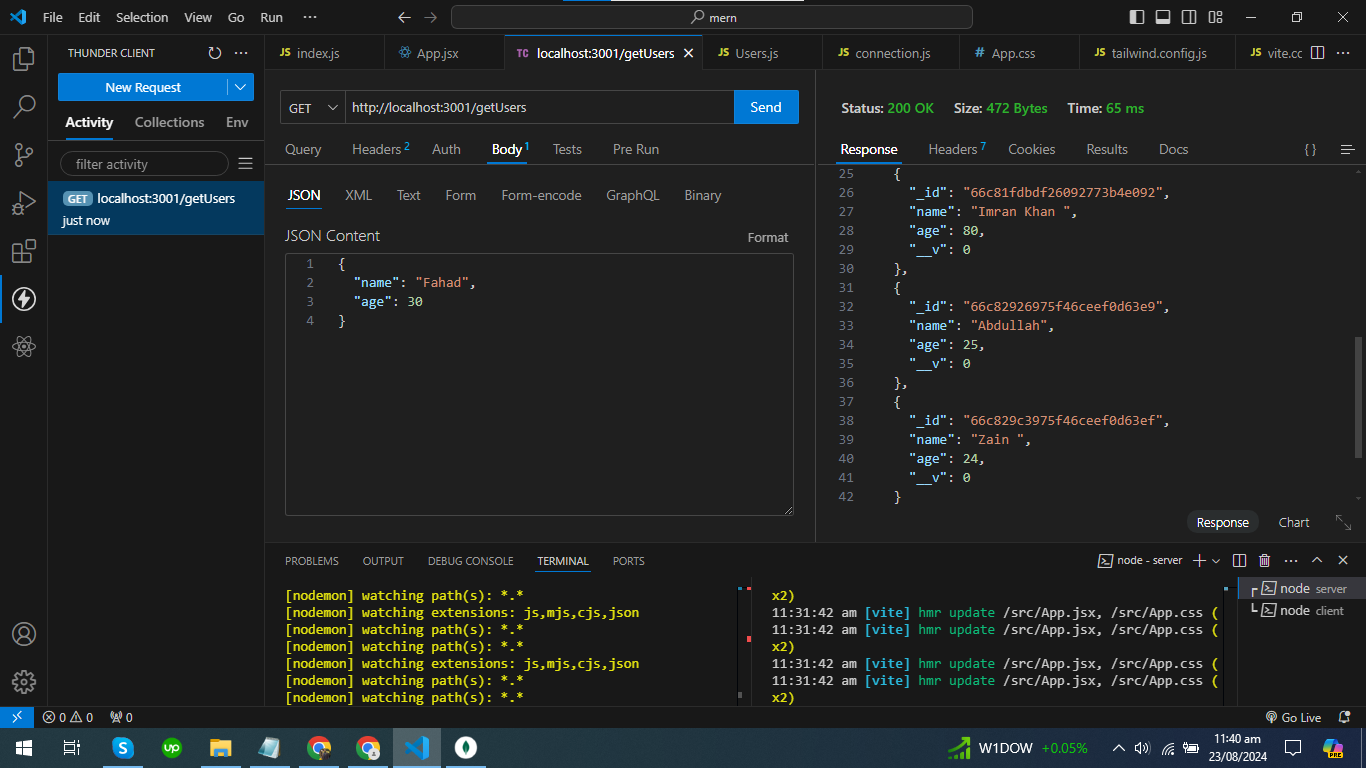 File Edit Selection View Go Run ··· mern
THUNDER CLIENT ···
New Request
Activity Collections Env
filter activity
GET localhost:3001/getUsers
just now
JS index.js App.jsx TC localhost:3001/getUsers JS Users.js JS connection.js # App.css JS tailwind.config.js JS vite.cc ···
GET http://localhost:3001/getUsers Send
Query Headers 2 Auth Body 1 Tests Pre Run
JSON XML Text Form Form-encode GraphQL Binary
JSON Content Format
1 {
2 "name": "Fahad",
3 "age": 30
4 }
Status: 200 OK Size: 472 Bytes Time: 65 ms
Response Headers 7 Cookies Results Docs { }
25 {
26 "_id": "66c81fdbdf26092773b4e092",
27 "name": "Imran Khan ",
28 "age": 80,
29 "__v": 0
30 },
31 {
32 "_id": "66c82926975f46ceef0d63e9",
33 "name": "Abdullah",
34 "age": 25,
35 "__v": 0
36 },
37 {
38 "_id": "66c829c3975f46ceef0d63ef",
39 "name": "Zain ",
40 "age": 24,
41 "__v": 0
42 }
Response Chart
PROBLEMS OUTPUT DEBUG CONSOLE TERMINAL PORTS node - server ···
[nodemon] watching path(s): *.*
[nodemon] watching extensions: js,mjs,cjs,json
[nodemon] watching path(s): *.*
[nodemon] watching path(s): *.*
[nodemon] watching extensions: js,mjs,cjs,json
[nodemon] watching path(s): *.*
[nodemon] watching path(s): *.*
x2)
11:31:42 am [vite] hmr update /src/App.jsx, /src/App.css (
11:31:42 am [vite] hmr update /src/App.jsx, /src/App.css (
x2)
11:31:42 am [vite] hmr update /src/App.jsx, /src/App.css (
11:31:42 am [vite] hmr update /src/App.jsx, /src/App.css (
x2)
node server
node client
0 0 0 Go Live
S up W1DOW +0.05% 11:40 am
23/08/2024
PRE